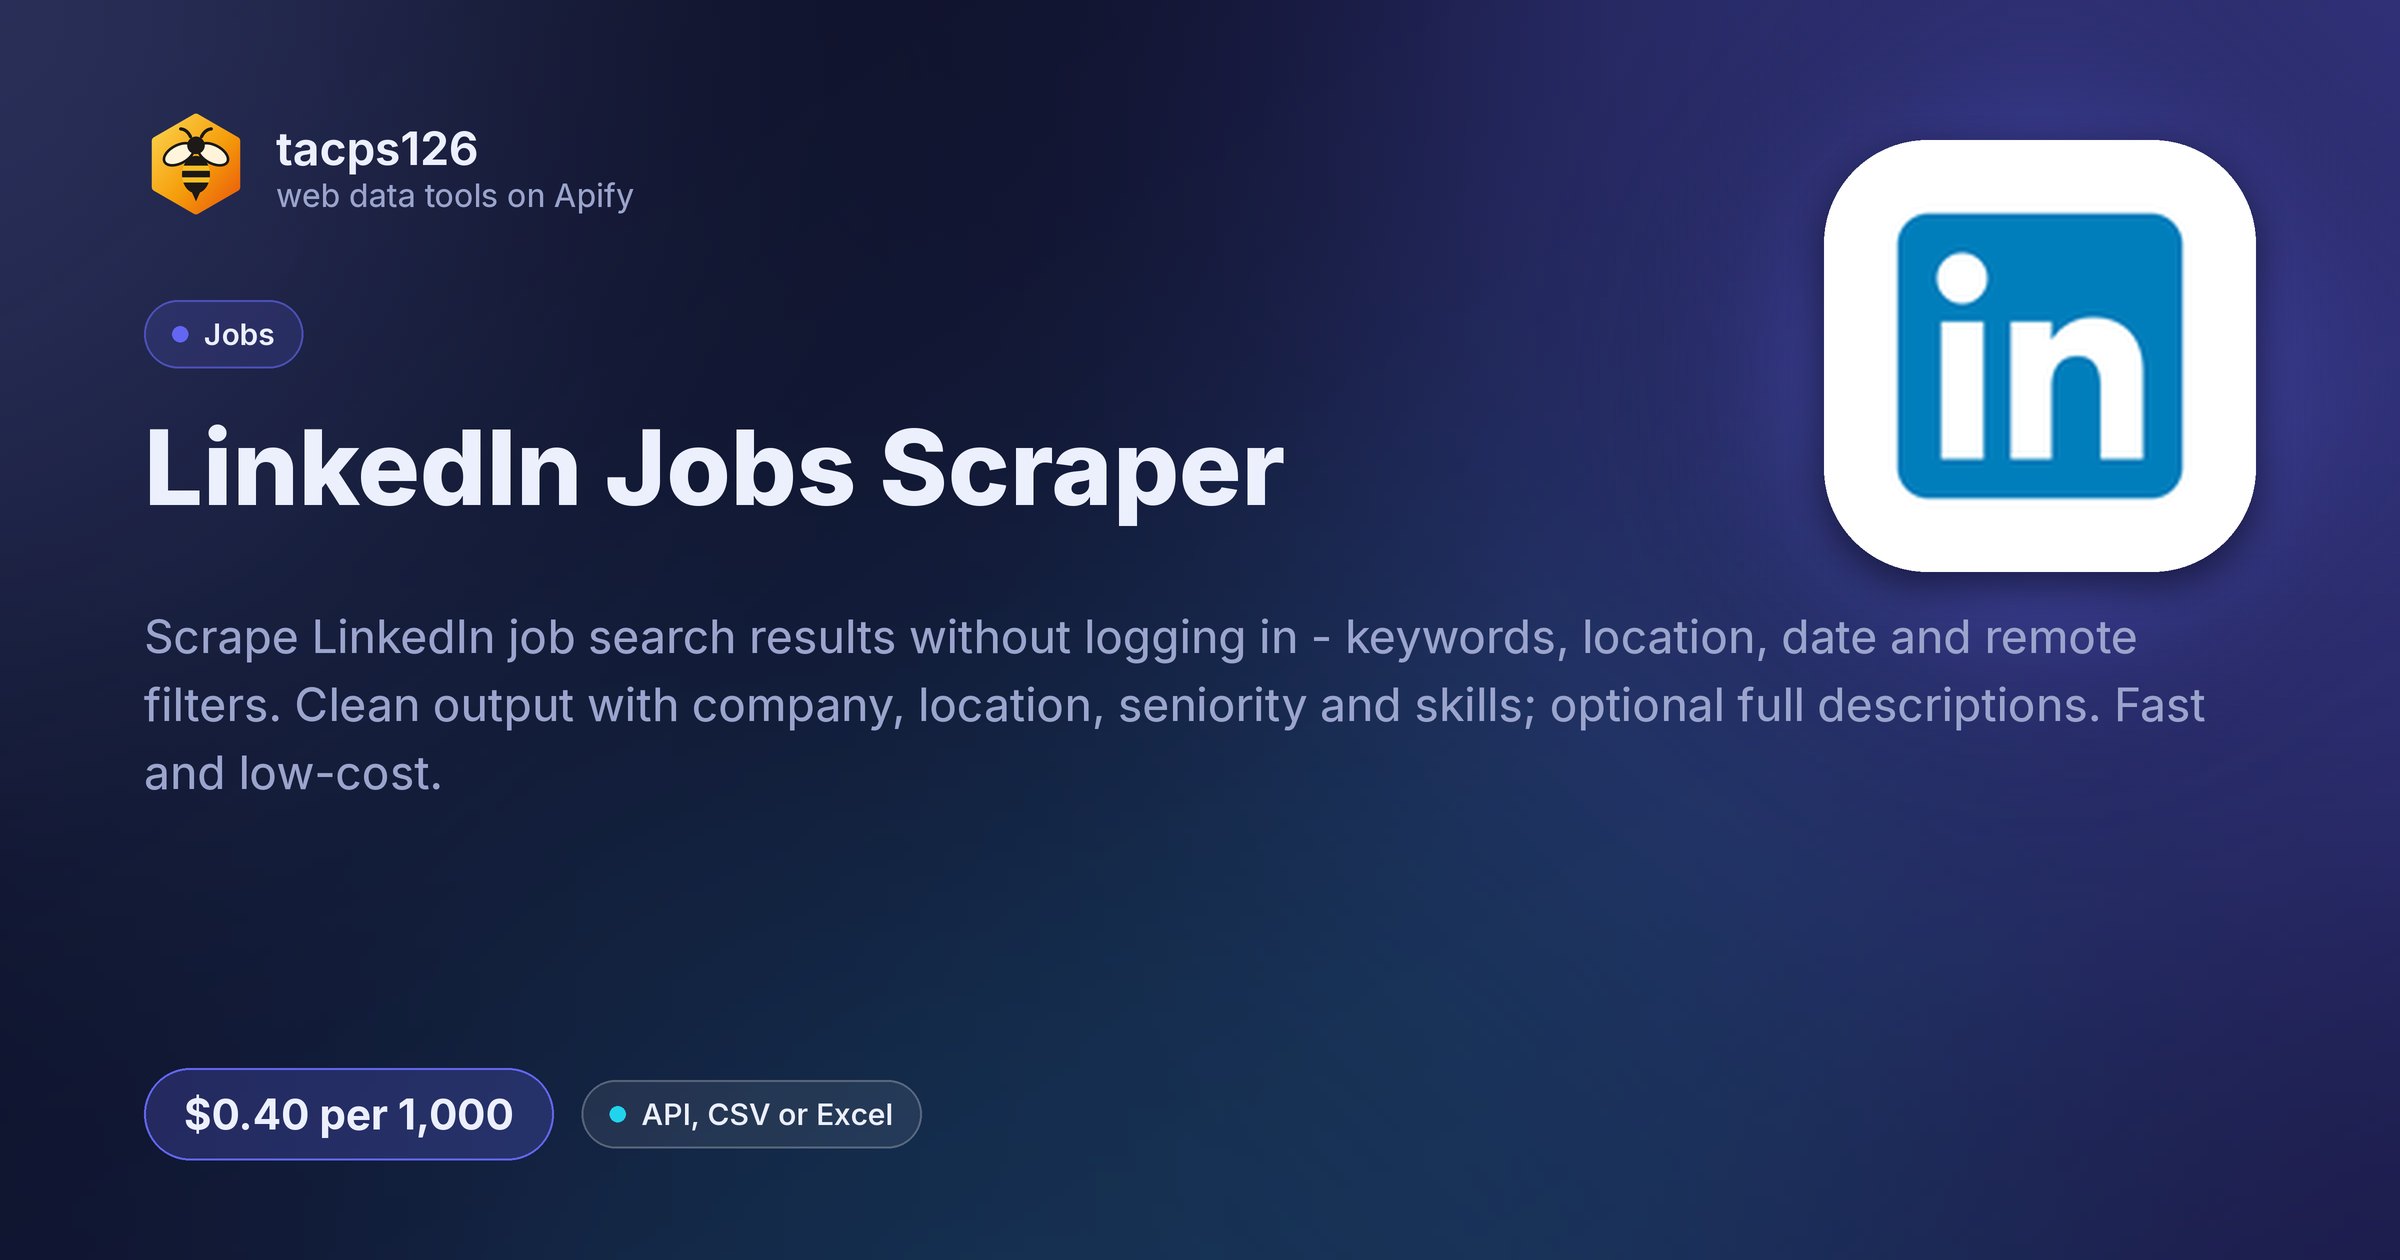 tacps126
web data tools on Apify
Jobs
LinkedIn Jobs Scraper
in
Scrape LinkedIn job search results without logging in - keywords, location, date and remote
filters. Clean output with company, location, seniority and skills; optional full descriptions. Fast
and low-cost.
$0.40 per 1,000
API, CSV or Excel